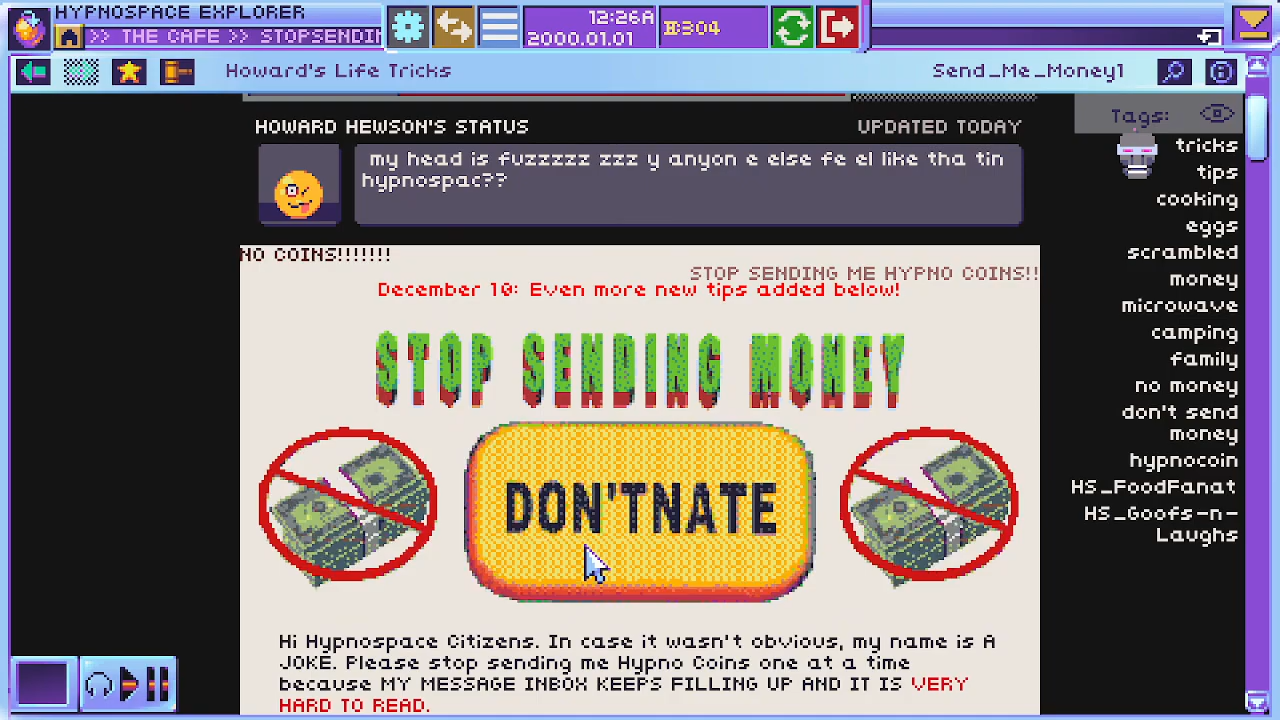 HYPNOSPACE EXPLORER
>> THE CAFE >> STOPSENDIN
12:26A
2000.01.01
304
Howard's Life Tricks
Send_Me_Money1
HOWARD HEWSON'S STATUS
UPDATED TODAY
my head is fuzzzzz zzz y anyon e else fe el like tha tin
hypnospac??
NO COINS!!!!!!!
STOP SENDING ME HYPNO COINS!!
December 10: Even more new tips added below!
STOP SENDING MONEY
DON'TNATE
Hi Hypnospace Citizens. In case it wasn't obvious, my name is A
JOKE. Please stop sending me Hypno Coins one at a time
because MY MESSAGE INBOX KEEPS FILLING UP AND IT IS VERY
HARD TO READ.
Tags:
tricks
tips
cooking
eggs
scrambled
money
microwave
camping
family
no money
don't send
money
hypnocoin
HS_FoodFanat
HS_Goofs-n-
Laughs